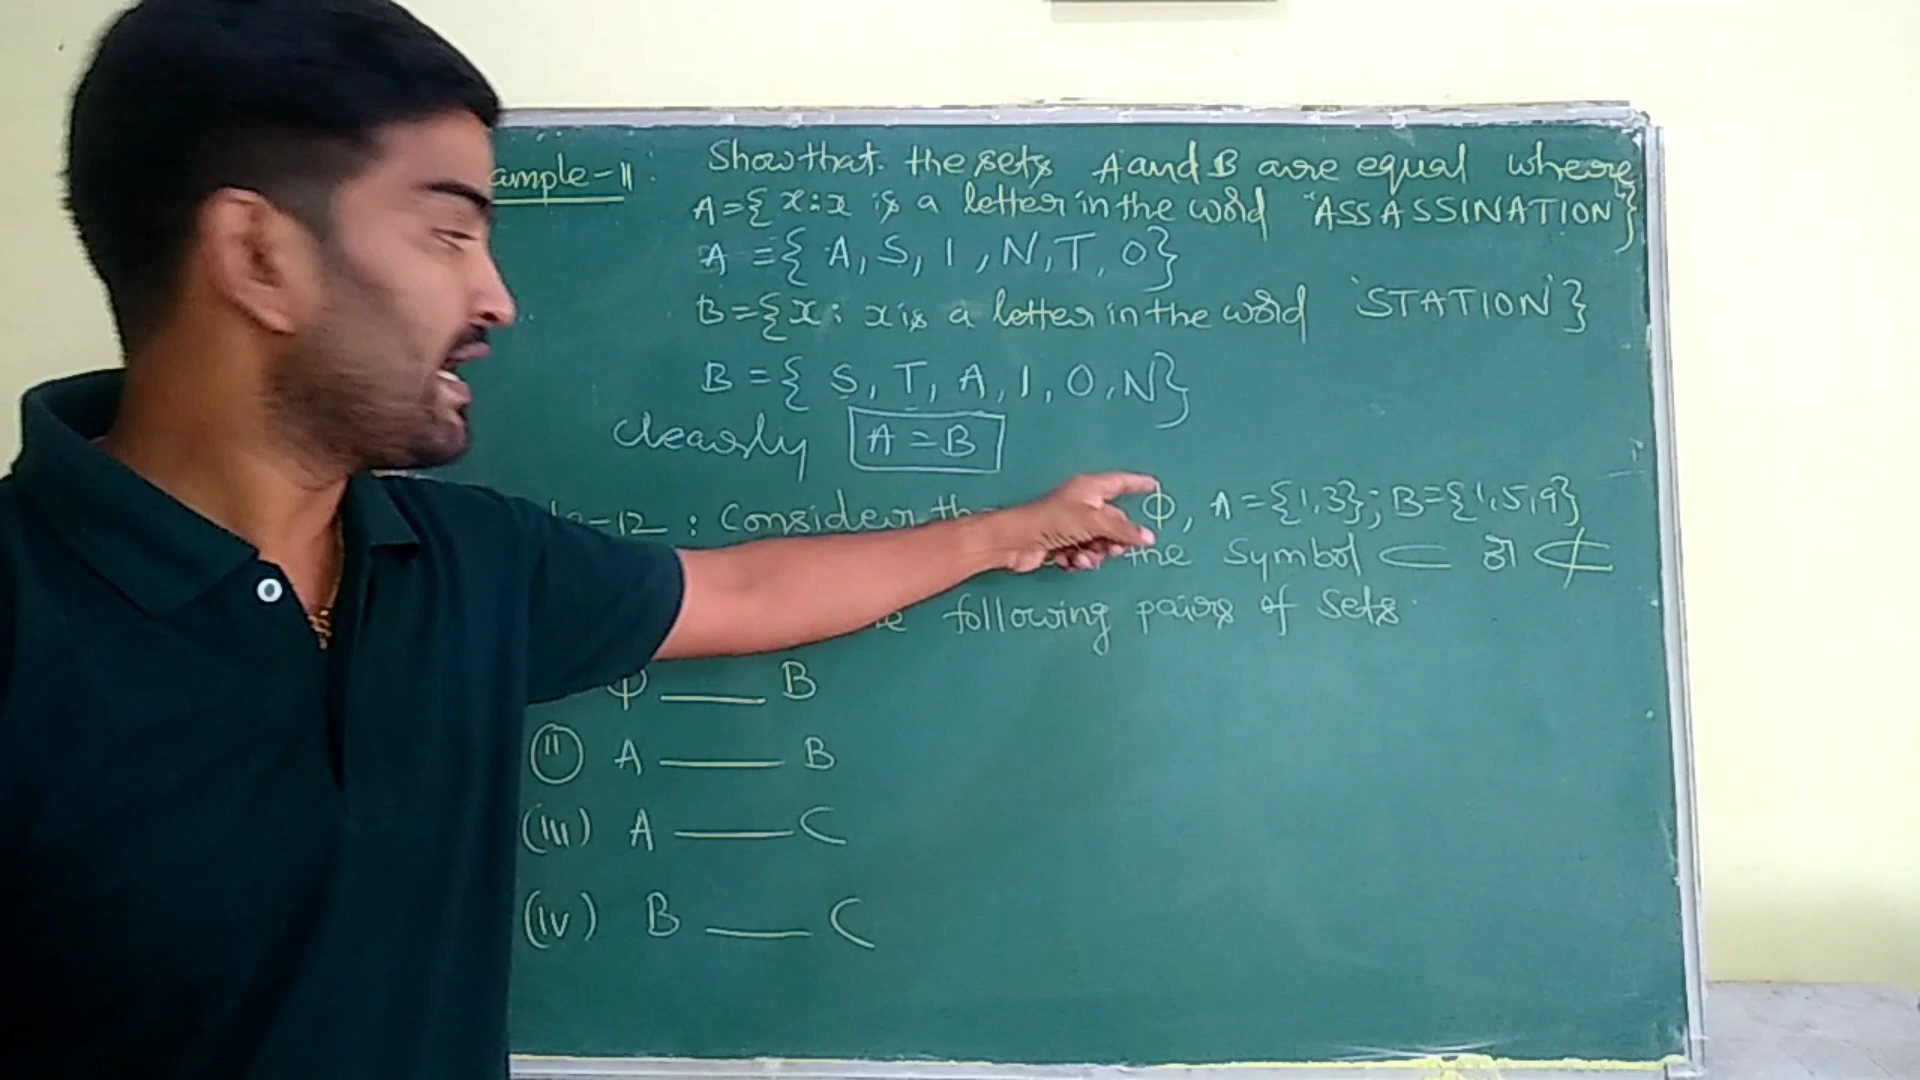 ample-11: Show that the sets A and B are equal where
A={x:x is a letter in the word "ASSASSINATION"}
A={A,S,I,N,T,O}
B={x: x is a letter in the word 'STATION'}
B={S,T,A,I,O,N}
clearly A=B
-12: Consider the ϕ, A={1,3}; B={1,5,9}
the symbol ⊂ or ⊄
following pairs of sets.
ϕ ___ B
(ii) A ___ B
(iii) A ___ C
(iv) B ___ C